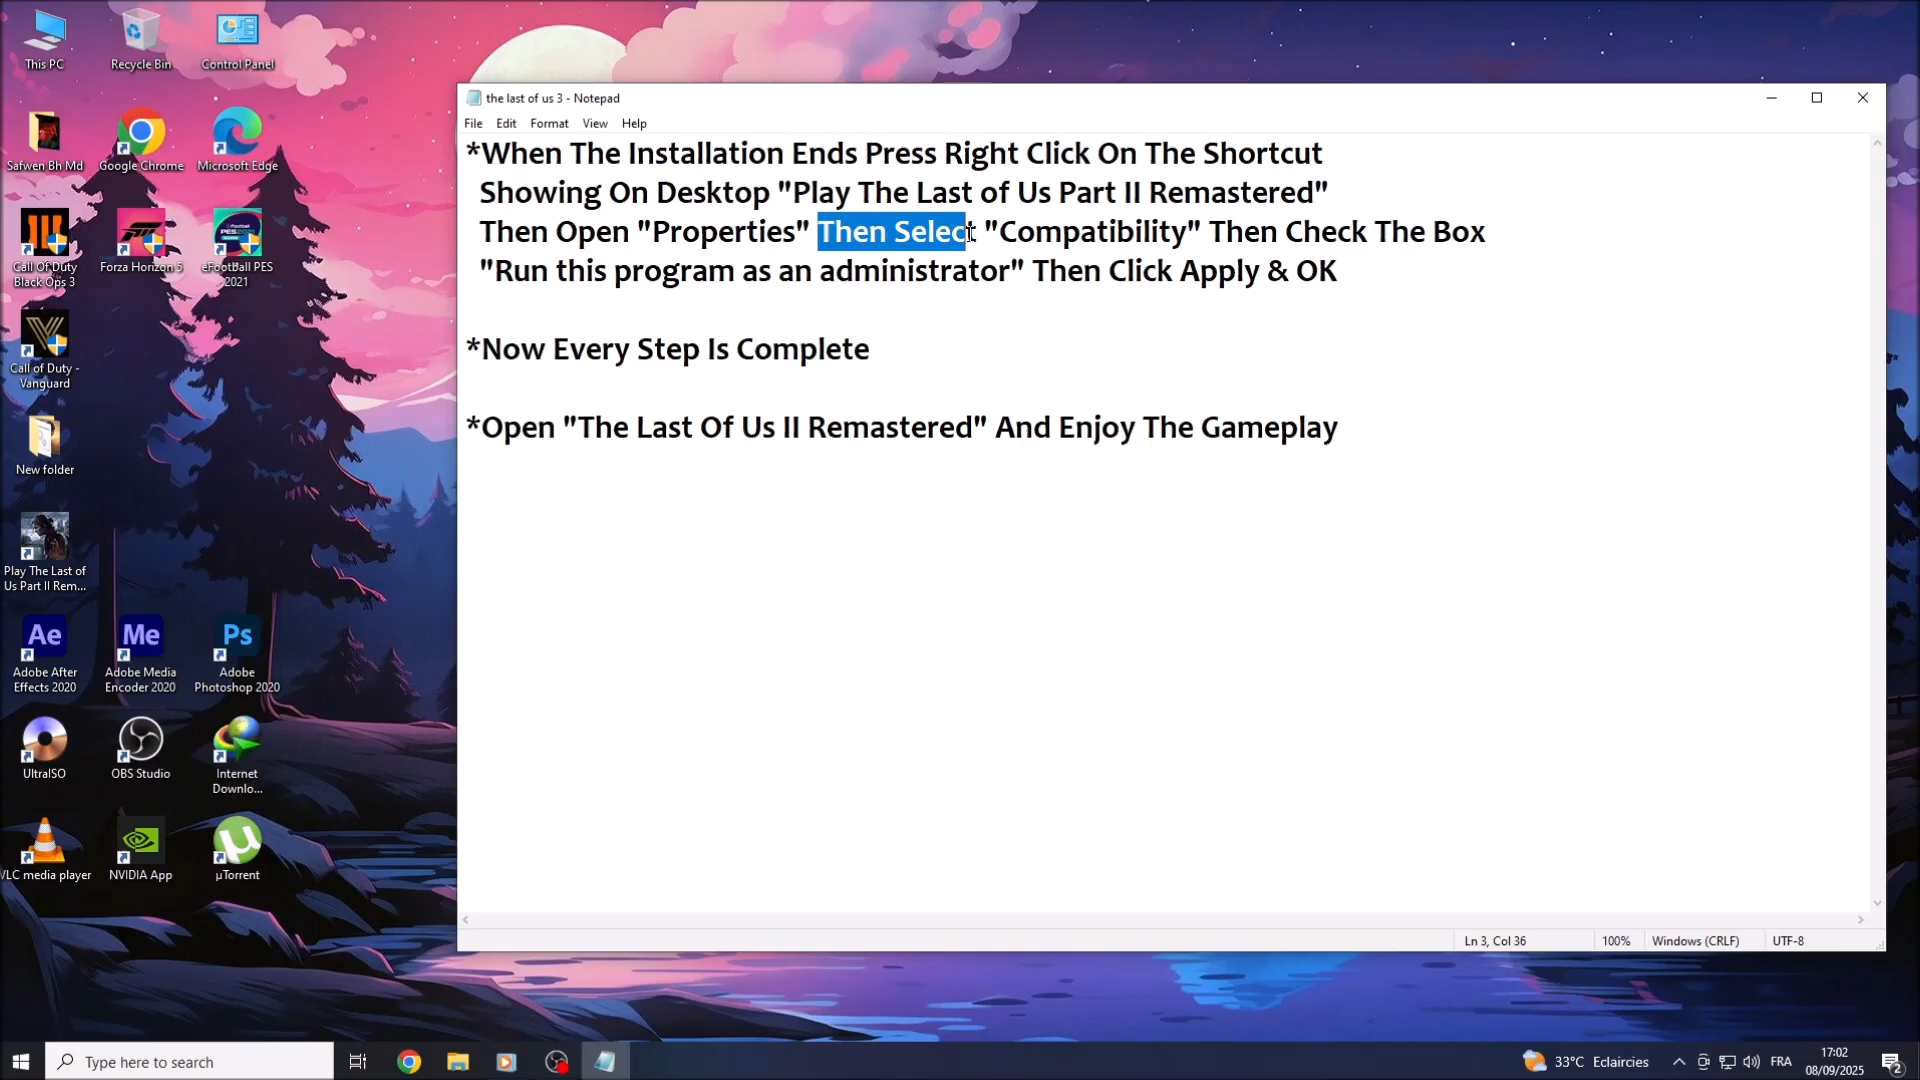 This PC
Recycle Bin
Control Panel
Safwen Bh Md
Google Chrome
Microsoft Edge
Call Of Duty
Black Ops 3
Forza Horizon 5
eFootball PES
2021
Call of Duty -
Vanguard
New folder
Play The Last of
Us Part II Rem...
Ae
Adobe After
Effects 2020
Me
Adobe Media
Encoder 2020
Ps
Adobe
Photoshop 2020
UltraISO
OBS Studio
Internet
Downlo...
VLC media player
NVIDIA App
µTorrent
the last of us 3 - Notepad
File Edit Format View Help
*When The Installation Ends Press Right Click On The Shortcut
Showing On Desktop "Play The Last of Us Part II Remastered"
Then Open "Properties" Then Select "Compatibility" Then Check The Box
"Run this program as an administrator" Then Click Apply & OK
*Now Every Step Is Complete
*Open "The Last Of Us II Remastered" And Enjoy The Gameplay
Ln 3, Col 36 100% Windows (CRLF) UTF-8
Type here to search
33°C Eclaircies
FRA
17:02
08/09/2025
2